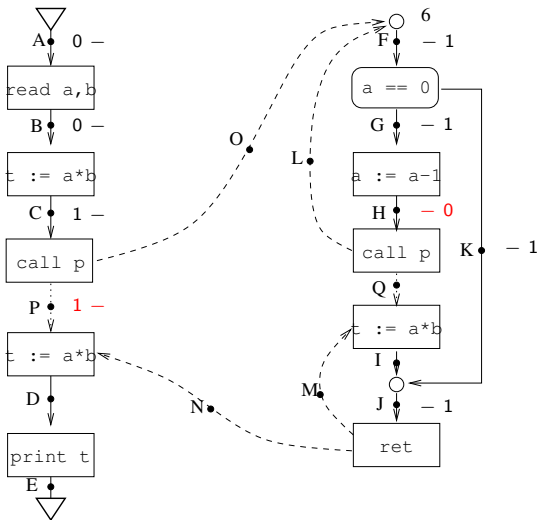 A 0 –
read a,b
B 0 –
t := a*b
C 1 –
call p
P 1 –
t := a*b
D
print t
E
O
L
N
M
6
F – 1
a == 0
G – 1
a := a-1
H – 0
call p
K – 1
Q
t := a*b
I
J – 1
ret